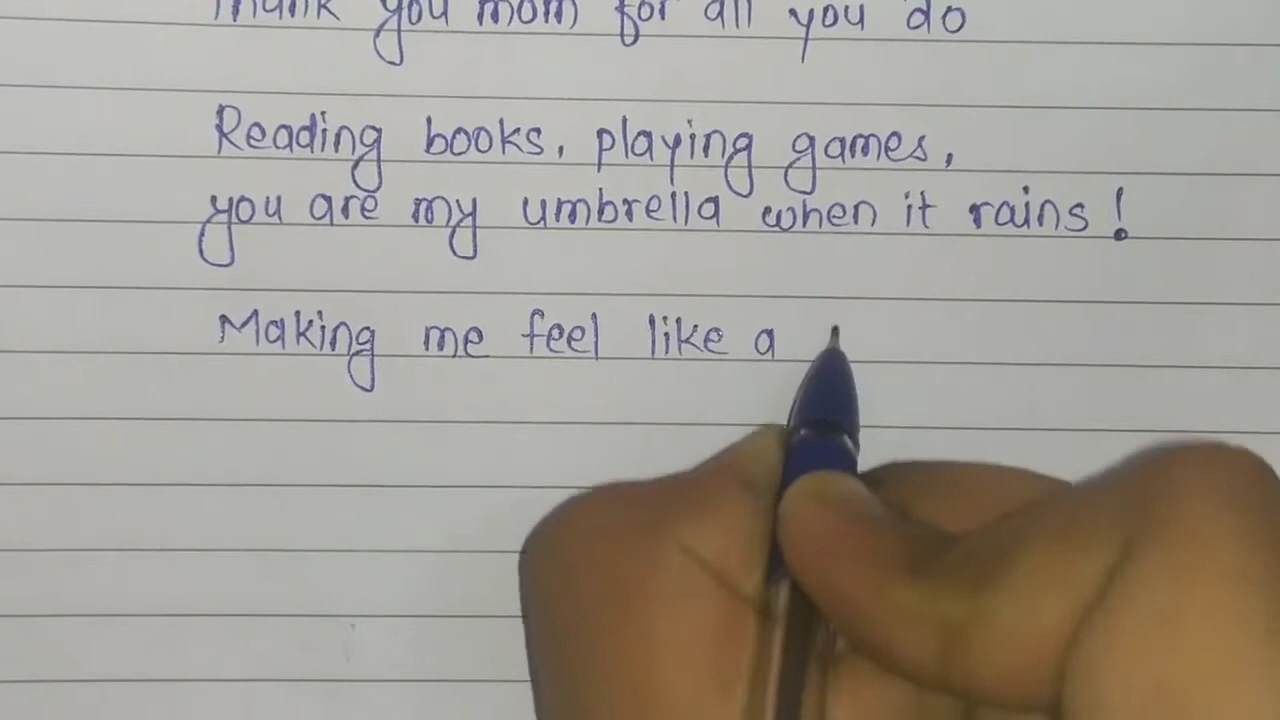 Thank you mom for all you do
Reading books, playing games,
you are my umbrella when it rains!
Making me feel like a